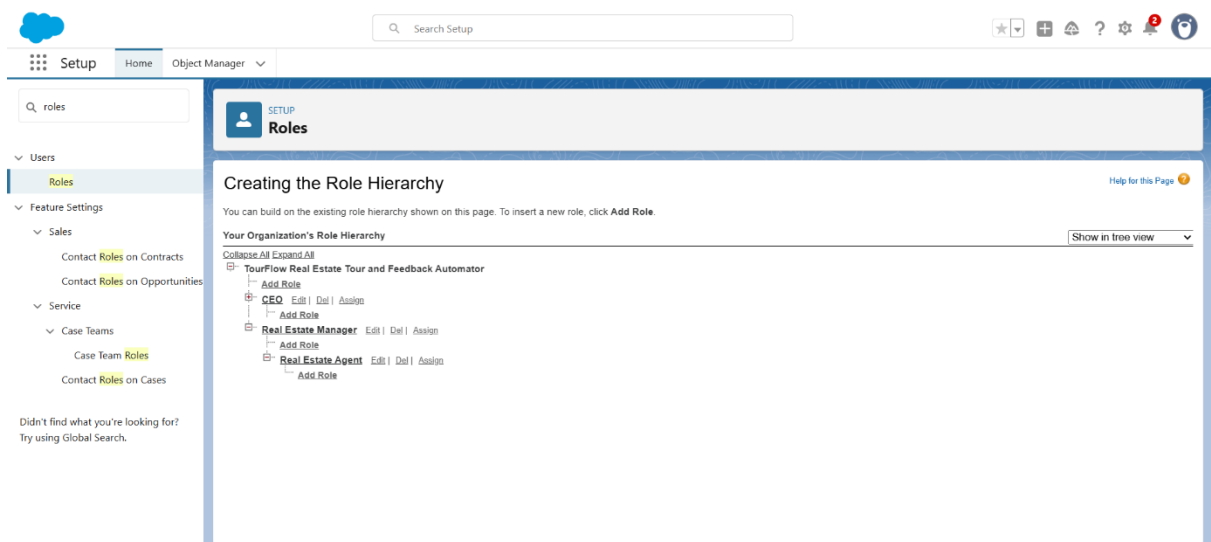 Search Setup
2
Setup
Home
Object Manager
roles
Users
Roles
Feature Settings
Sales
Contact Roles on Contracts
Contact Roles on Opportunities
Service
Case Teams
Case Team Roles
Contact Roles on Cases
Didn't find what you're looking for?
Try using Global Search.
SETUP
Roles
Creating the Role Hierarchy
Help for this Page ?
You can build on the existing role hierarchy shown on this page. To insert a new role, click Add Role.
Your Organization's Role Hierarchy
Show in tree view
Collapse All Expand All
TourFlow Real Estate Tour and Feedback Automator
Add Role
CEO Edit | Del | Assign
Add Role
Real Estate Manager Edit | Del | Assign
Add Role
Real Estate Agent Edit | Del | Assign
Add Role